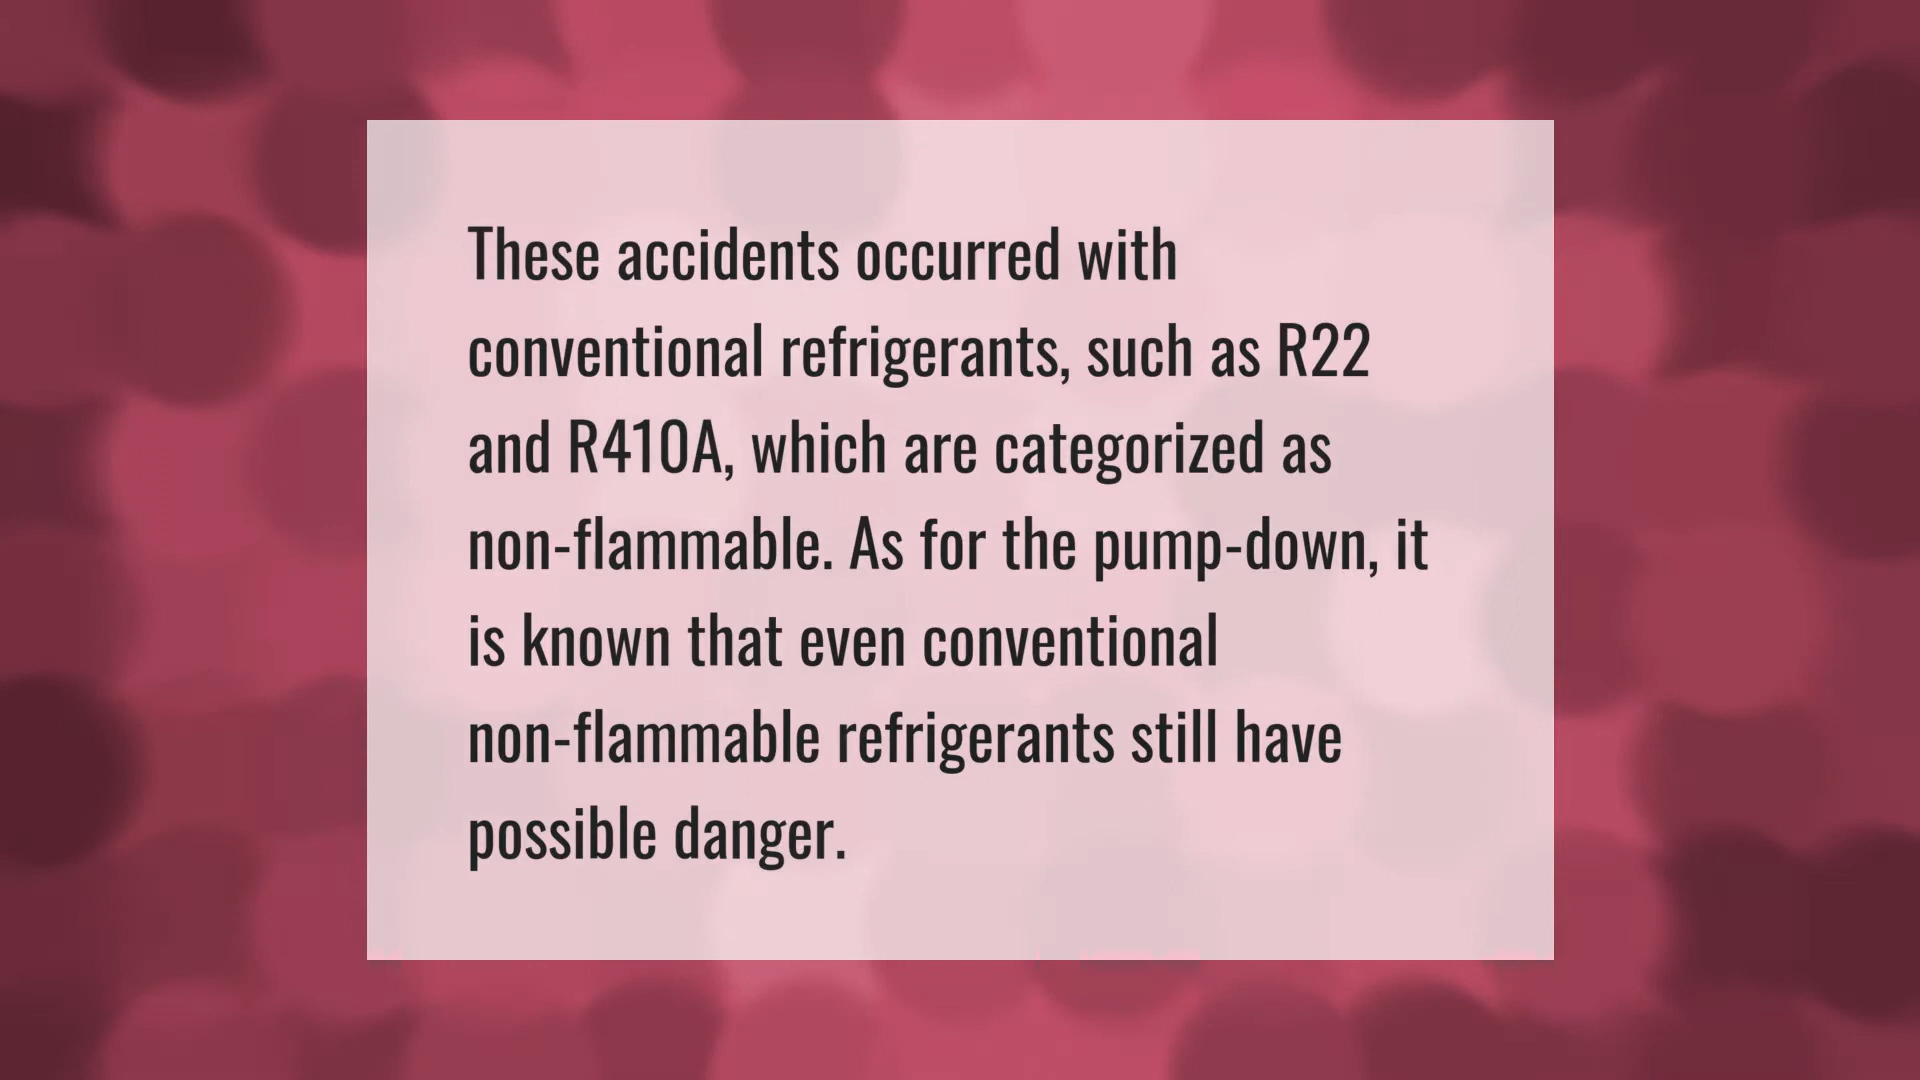 These accidents occurred with
conventional refrigerants, such as R22
and R410A, which are categorized as
non-flammable. As for the pump-down, it
is known that even conventional
non-flammable refrigerants still have
possible danger.